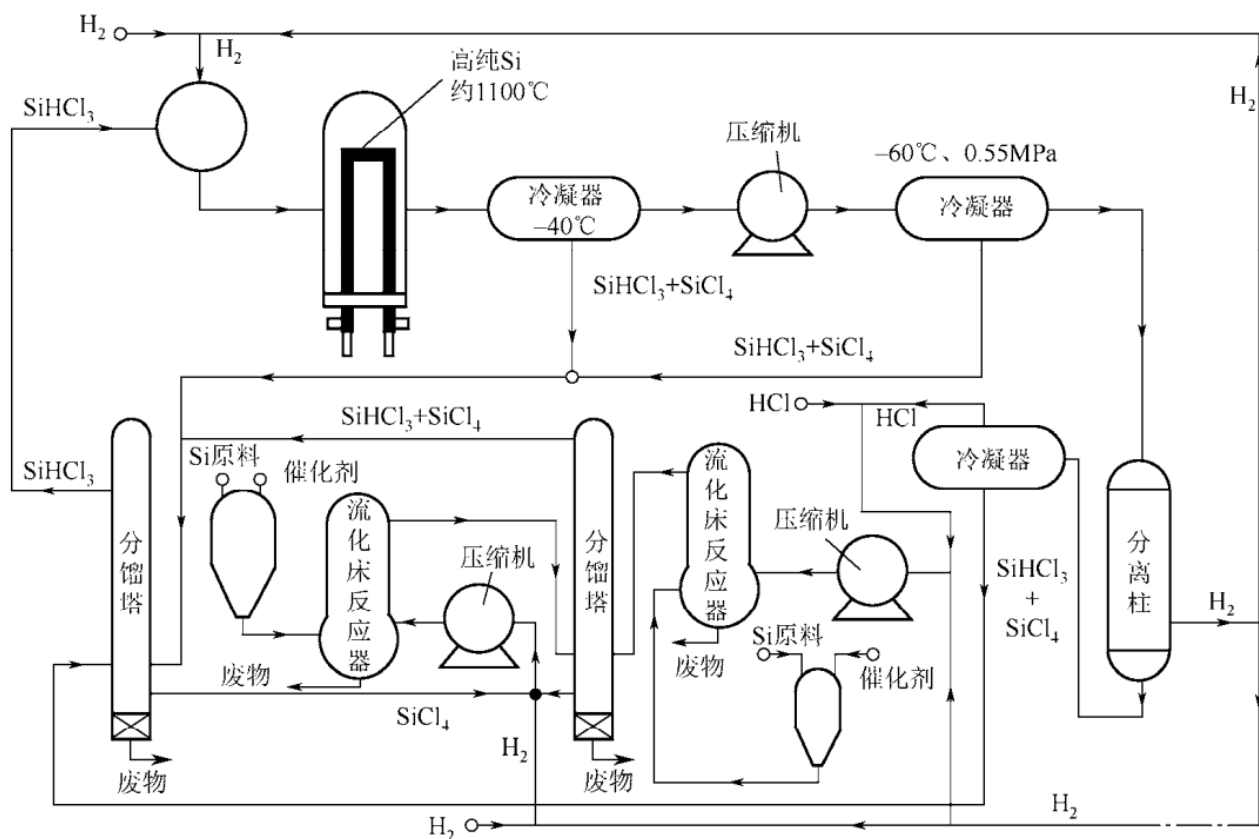 H₂
H₂
高纯Si
约1100℃
H₂
SiHCl₃
压缩机
–60℃、0.55MPa
冷凝器
–40℃
冷凝器
SiHCl₃+SiCl₄
SiHCl₃+SiCl₄
HCl
HCl
SiHCl₃+SiCl₄
SiHCl₃
Si原料
催化剂
冷凝器
流化床反应器
流化床反应器
压缩机
分馏塔
压缩机
分馏塔
分离柱
SiHCl₃
+
SiCl₄
H₂
Si原料
废物
废物
催化剂
SiCl₄
H₂
废物
废物
H₂
H₂